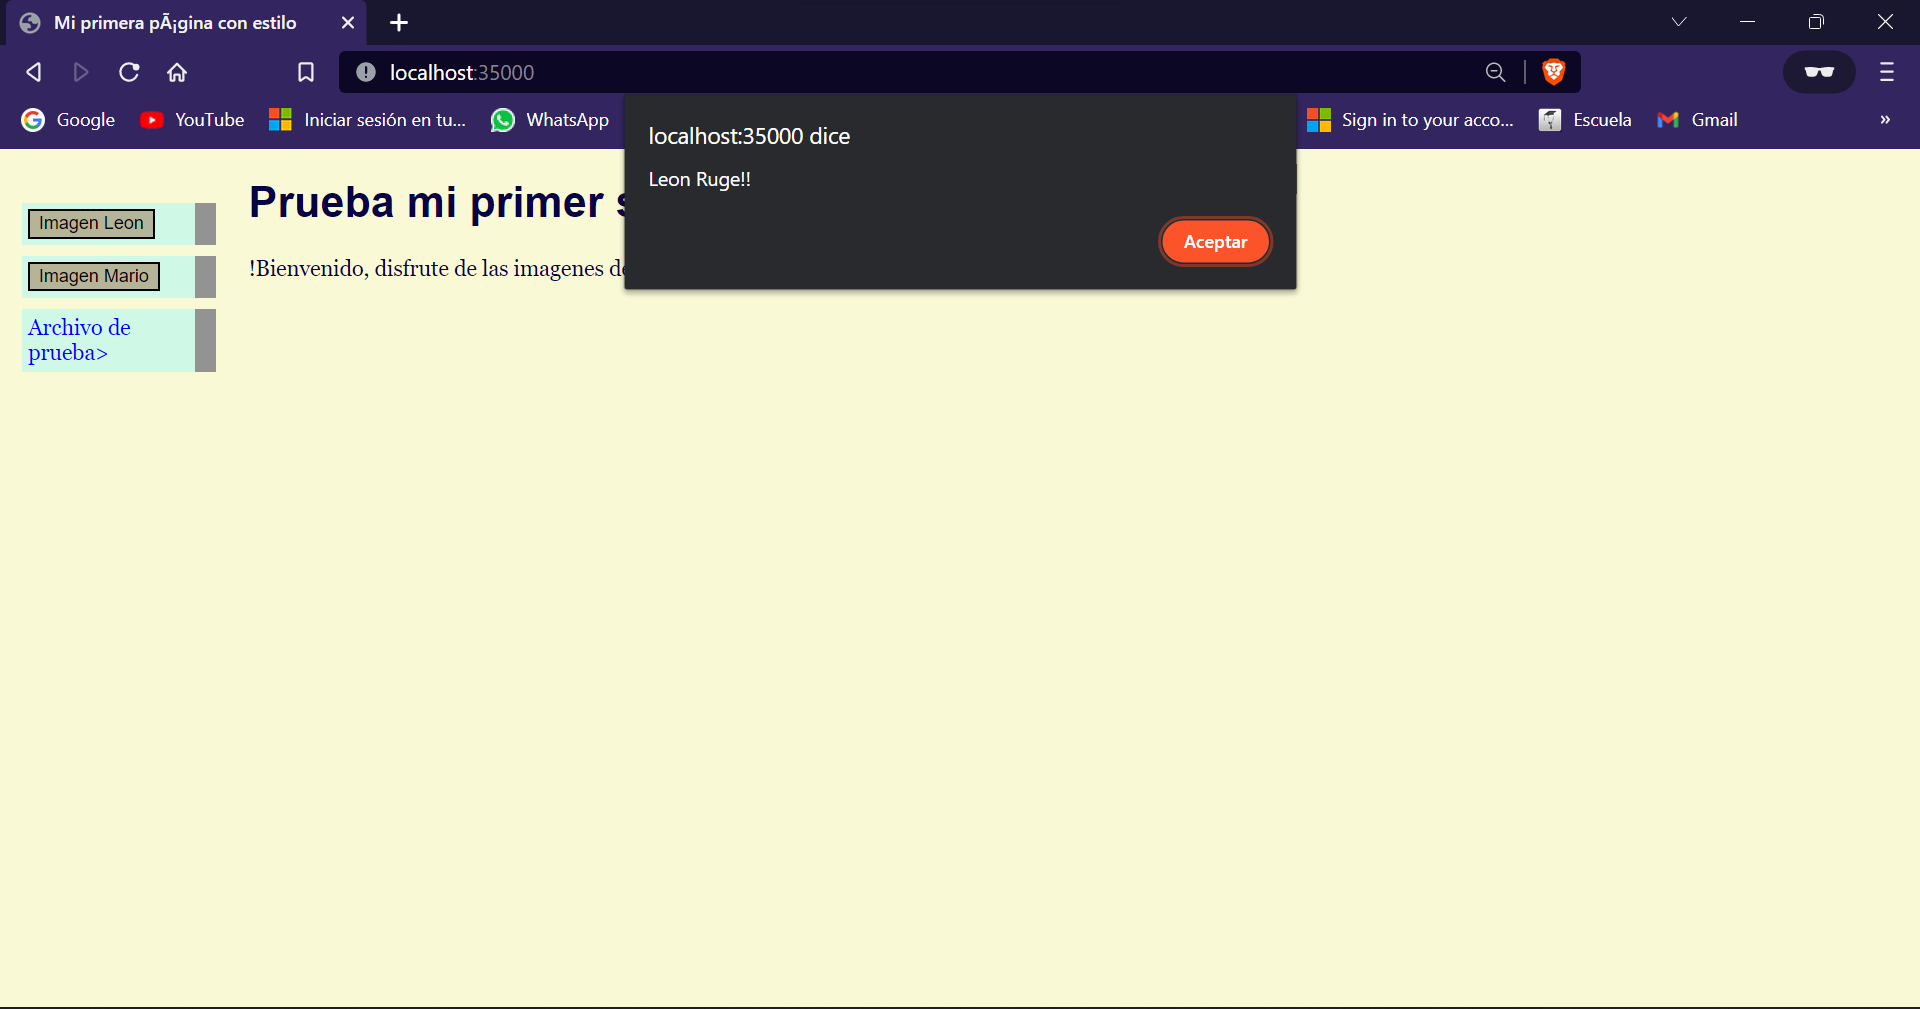 Mi primera pÃ¡gina con estilo
localhost:35000
Google YouTube Iniciar sesión en tu... WhatsApp Sign in to your acco... Escuela Gmail »
localhost:35000 dice
Leon Ruge!!
Aceptar
Imagen Leon
Imagen Mario
Archivo de
prueba>
Prueba mi primer
!Bienvenido, disfrute de las imagenes